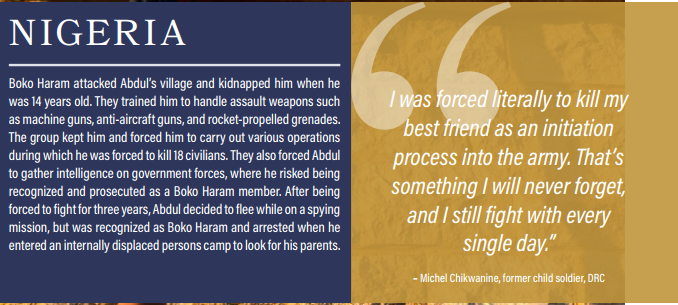 NIGERIA
Boko Haram attacked Abdul's village and kidnapped him when he
was 14 years old. They trained him to handle assault weapons such
as machine guns, anti-aircraft guns, and rocket-propelled grenades.
The group kept him and forced him to carry out various operations
during which he was forced to kill 18 civilians. They also forced Abdul
to gather intelligence on government forces, where he risked being
recognized and prosecuted as a Boko Haram member. After being
forced to fight for three years, Abdul decided to flee while on a spying
mission, but was recognized as Boko Haram and arrested when he
entered an internally displaced persons camp to look for his parents.
“
I was forced literally to kill my
best friend as an initiation
process into the army. That's
something I will never forget,
and I still fight with every
single day.”
– Michel Chikwanine, former child soldier, DRC